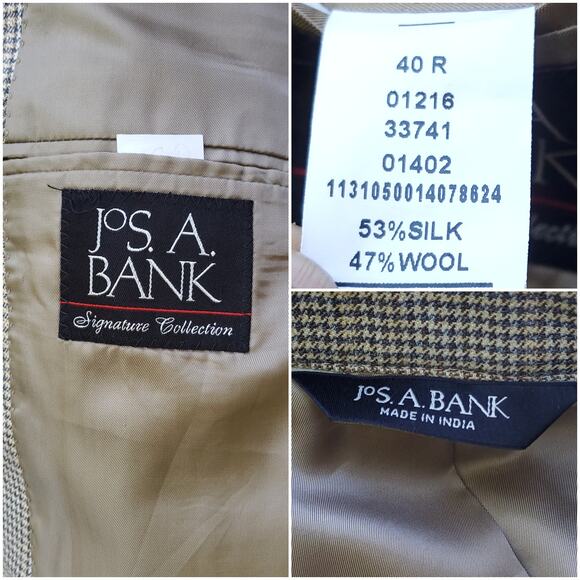 JOS. A.
BANK
Signature Collection
40 R
01216
33741
01402
1131050014078624
53%SILK
47%WOOL
JOS. A. BANK
MADE IN INDIA